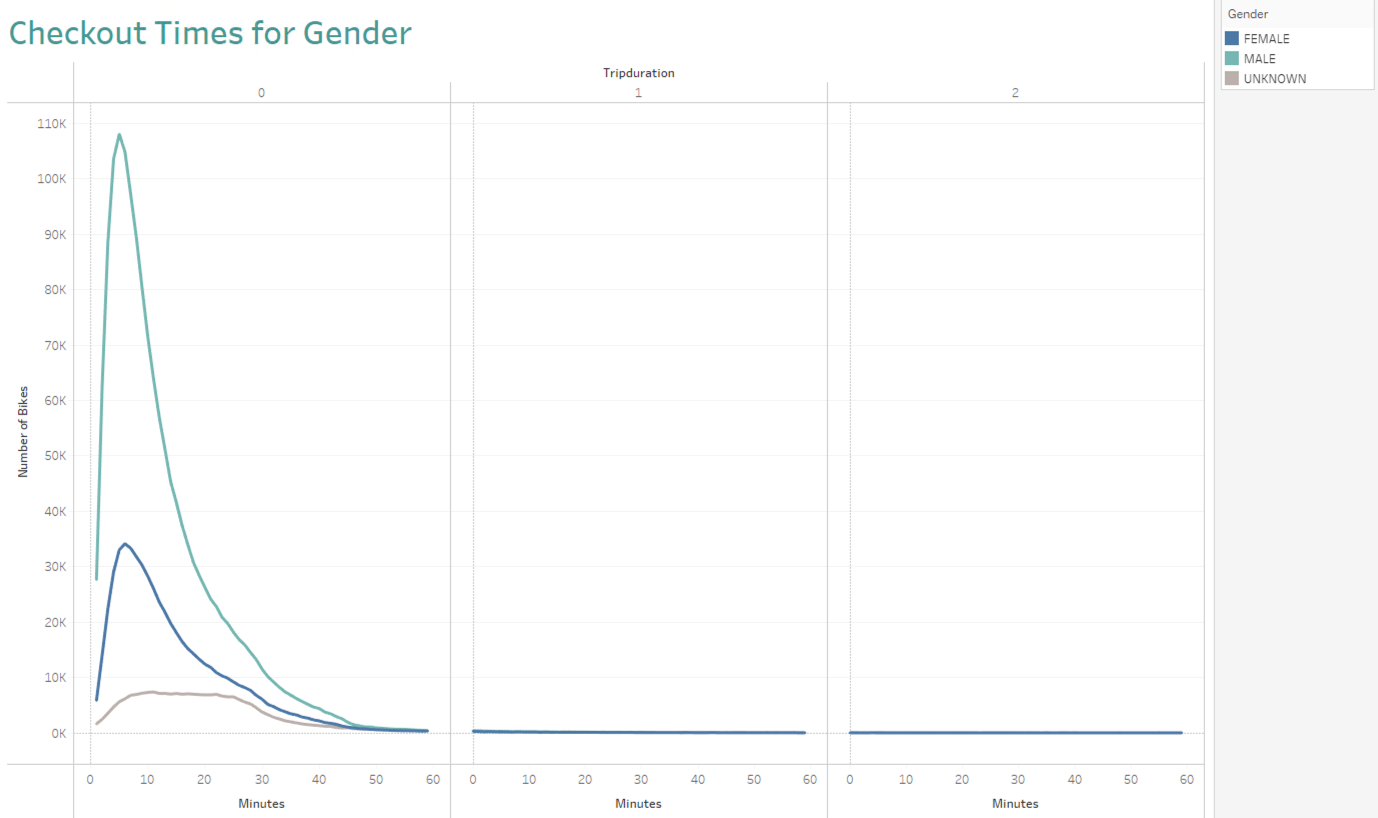 Checkout Times for Gender
Gender
FEMALE
MALE
UNKNOWN
Tripduration
0 1 2
110K
100K
90K
80K
70K
60K
50K
40K
30K
20K
10K
0K
Number of Bikes
0 10 20 30 40 50 60 0 10 20 30 40 50 60 0 10 20 30 40 50 60
Minutes Minutes Minutes